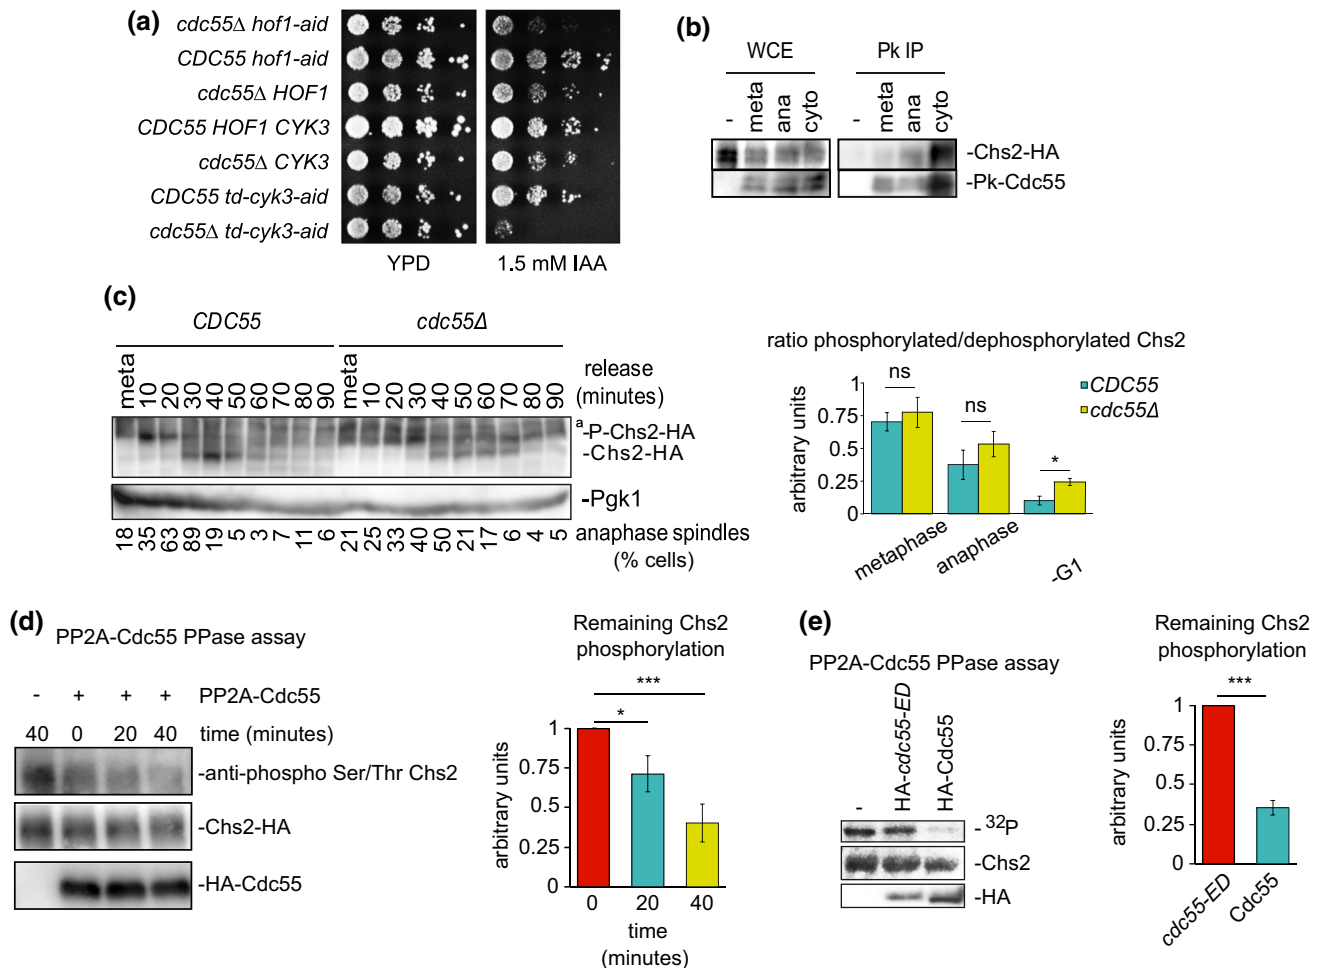 (a)
cdc55Δ hof1-aid
CDC55 hof1-aid
cdc55Δ HOF1
CDC55 HOF1 CYK3
cdc55Δ CYK3
CDC55 td-cyk3-aid
cdc55Δ td-cyk3-aid
YPD
1.5 mM IAA
(b)
WCE
Pk IP
- meta ana cyto
- meta ana cyto
-Chs2-HA
-Pk-Cdc55
(c)
CDC55
cdc55Δ
meta 10 20 30 40 50 60 70 80 90
meta 10 20 30 40 50 60 70 80 90
release
(minutes)
a-P-Chs2-HA
-Chs2-HA
-Pgk1
18 35 63 89 19 5 3 7 11 6
21 25 33 40 50 21 17 6 4 5
anaphase spindles
(% cells)
ratio phosphorylated/dephosphorylated Chs2
arbitrary units
1
0.75
0.5
0.25
0
ns
ns
*
CDC55
cdc55Δ
metaphase
anaphase
-G1
(d)
PP2A-Cdc55 PPase assay
- + + + PP2A-Cdc55
40 0 20 40 time (minutes)
-anti-phospho Ser/Thr Chs2
-Chs2-HA
-HA-Cdc55
Remaining Chs2
phosphorylation
***
*
arbitrary units
1
0.75
0.5
0.25
0
0 20 40
time
(minutes)
(e)
PP2A-Cdc55 PPase assay
- HA-cdc55-ED HA-Cdc55
- 32P
-Chs2
-HA
Remaining Chs2
phosphorylation
***
arbitrary units
1
0.75
0.5
0.25
0
cdc55-ED
Cdc55